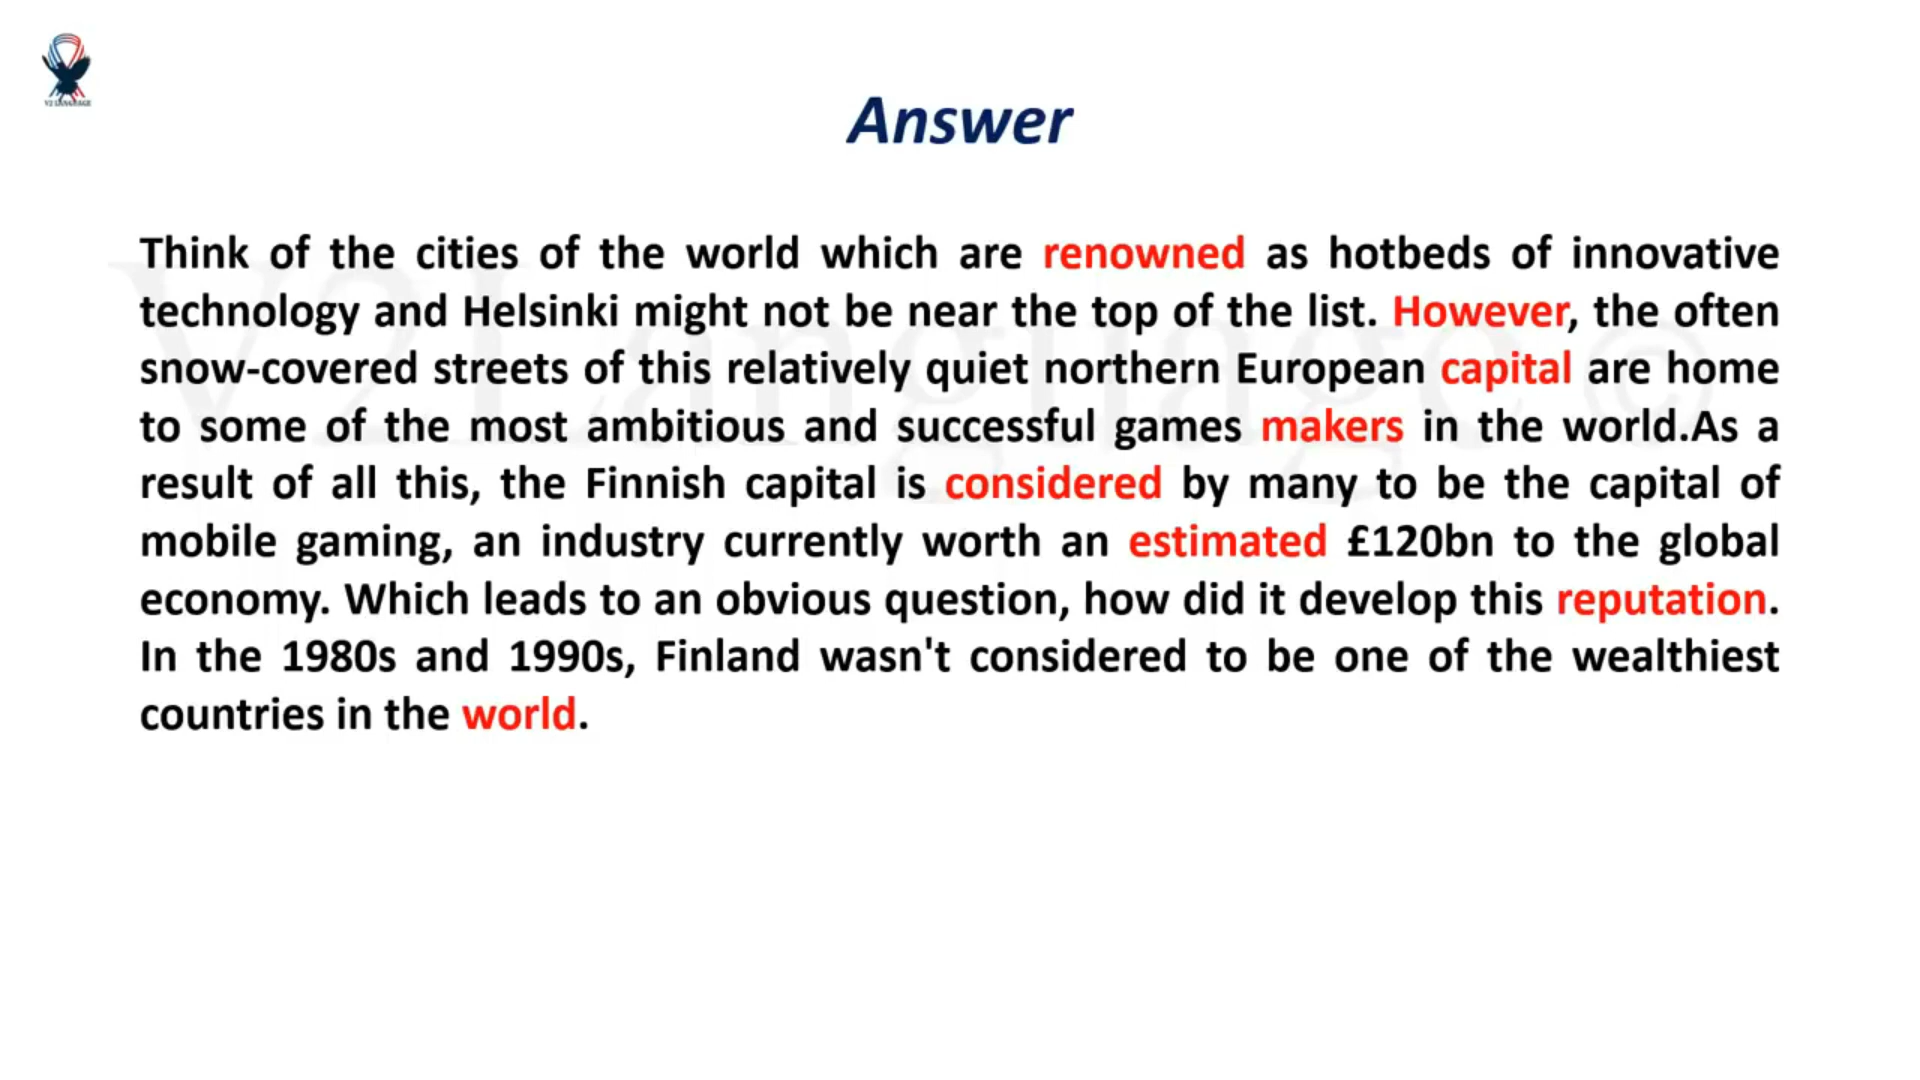 V2 LANGUAGE
Answer
Think of the cities of the world which are renowned as hotbeds of innovative
technology and Helsinki might not be near the top of the list. However, the often
snow-covered streets of this relatively quiet northern European capital are home
to some of the most ambitious and successful games makers in the world.As a
result of all this, the Finnish capital is considered by many to be the capital of
mobile gaming, an industry currently worth an estimated £120bn to the global
economy. Which leads to an obvious question, how did it develop this reputation.
In the 1980s and 1990s, Finland wasn't considered to be one of the wealthiest
countries in the world.
V2Language ©